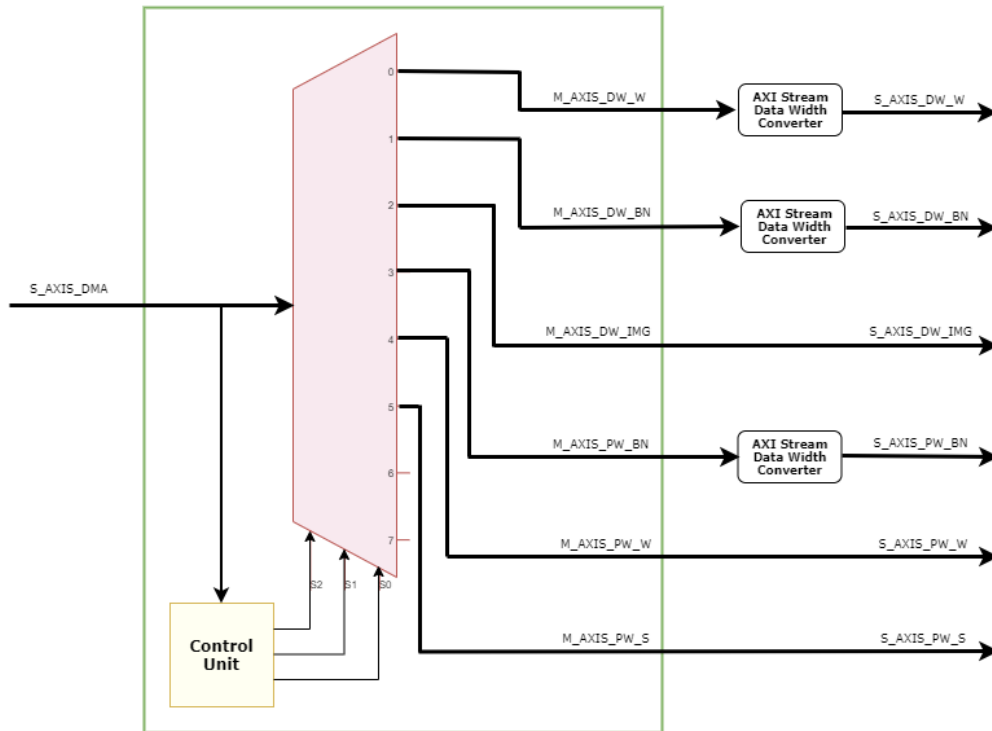 0
M_AXIS_DW_W
AXI Stream
Data Width
Converter
S_AXIS_DW_W
1
M_AXIS_DW_BN
AXI Stream
Data Width
Converter
S_AXIS_DW_BN
2
S_AXIS_DMA
3
M_AXIS_DW_IMG
S_AXIS_DW_IMG
4
5
M_AXIS_PW_BN
AXI Stream
Data Width
Converter
S_AXIS_PW_BN
6
7
M_AXIS_PW_W
S_AXIS_PW_W
S2
S1
S0
Control
Unit
M_AXIS_PW_S
S_AXIS_PW_S